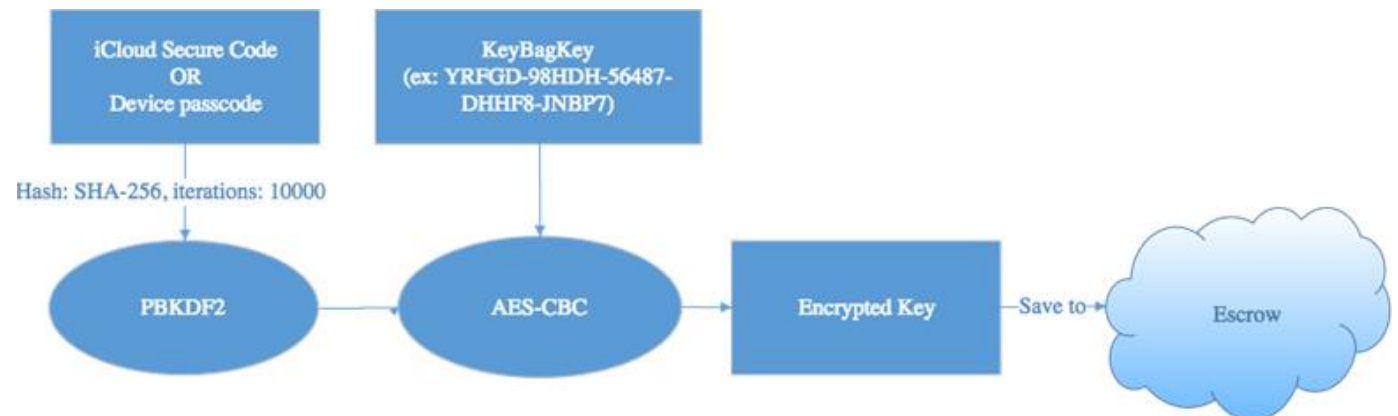 iCloud Secure Code
OR
Device passcode
KeyBagKey
(ex: YRFGD-98HDH-56487-
DHHF8-JNBP7)
Hash: SHA-256, iterations: 10000
PBKDF2
AES-CBC
Encrypted Key
Save to
Escrow